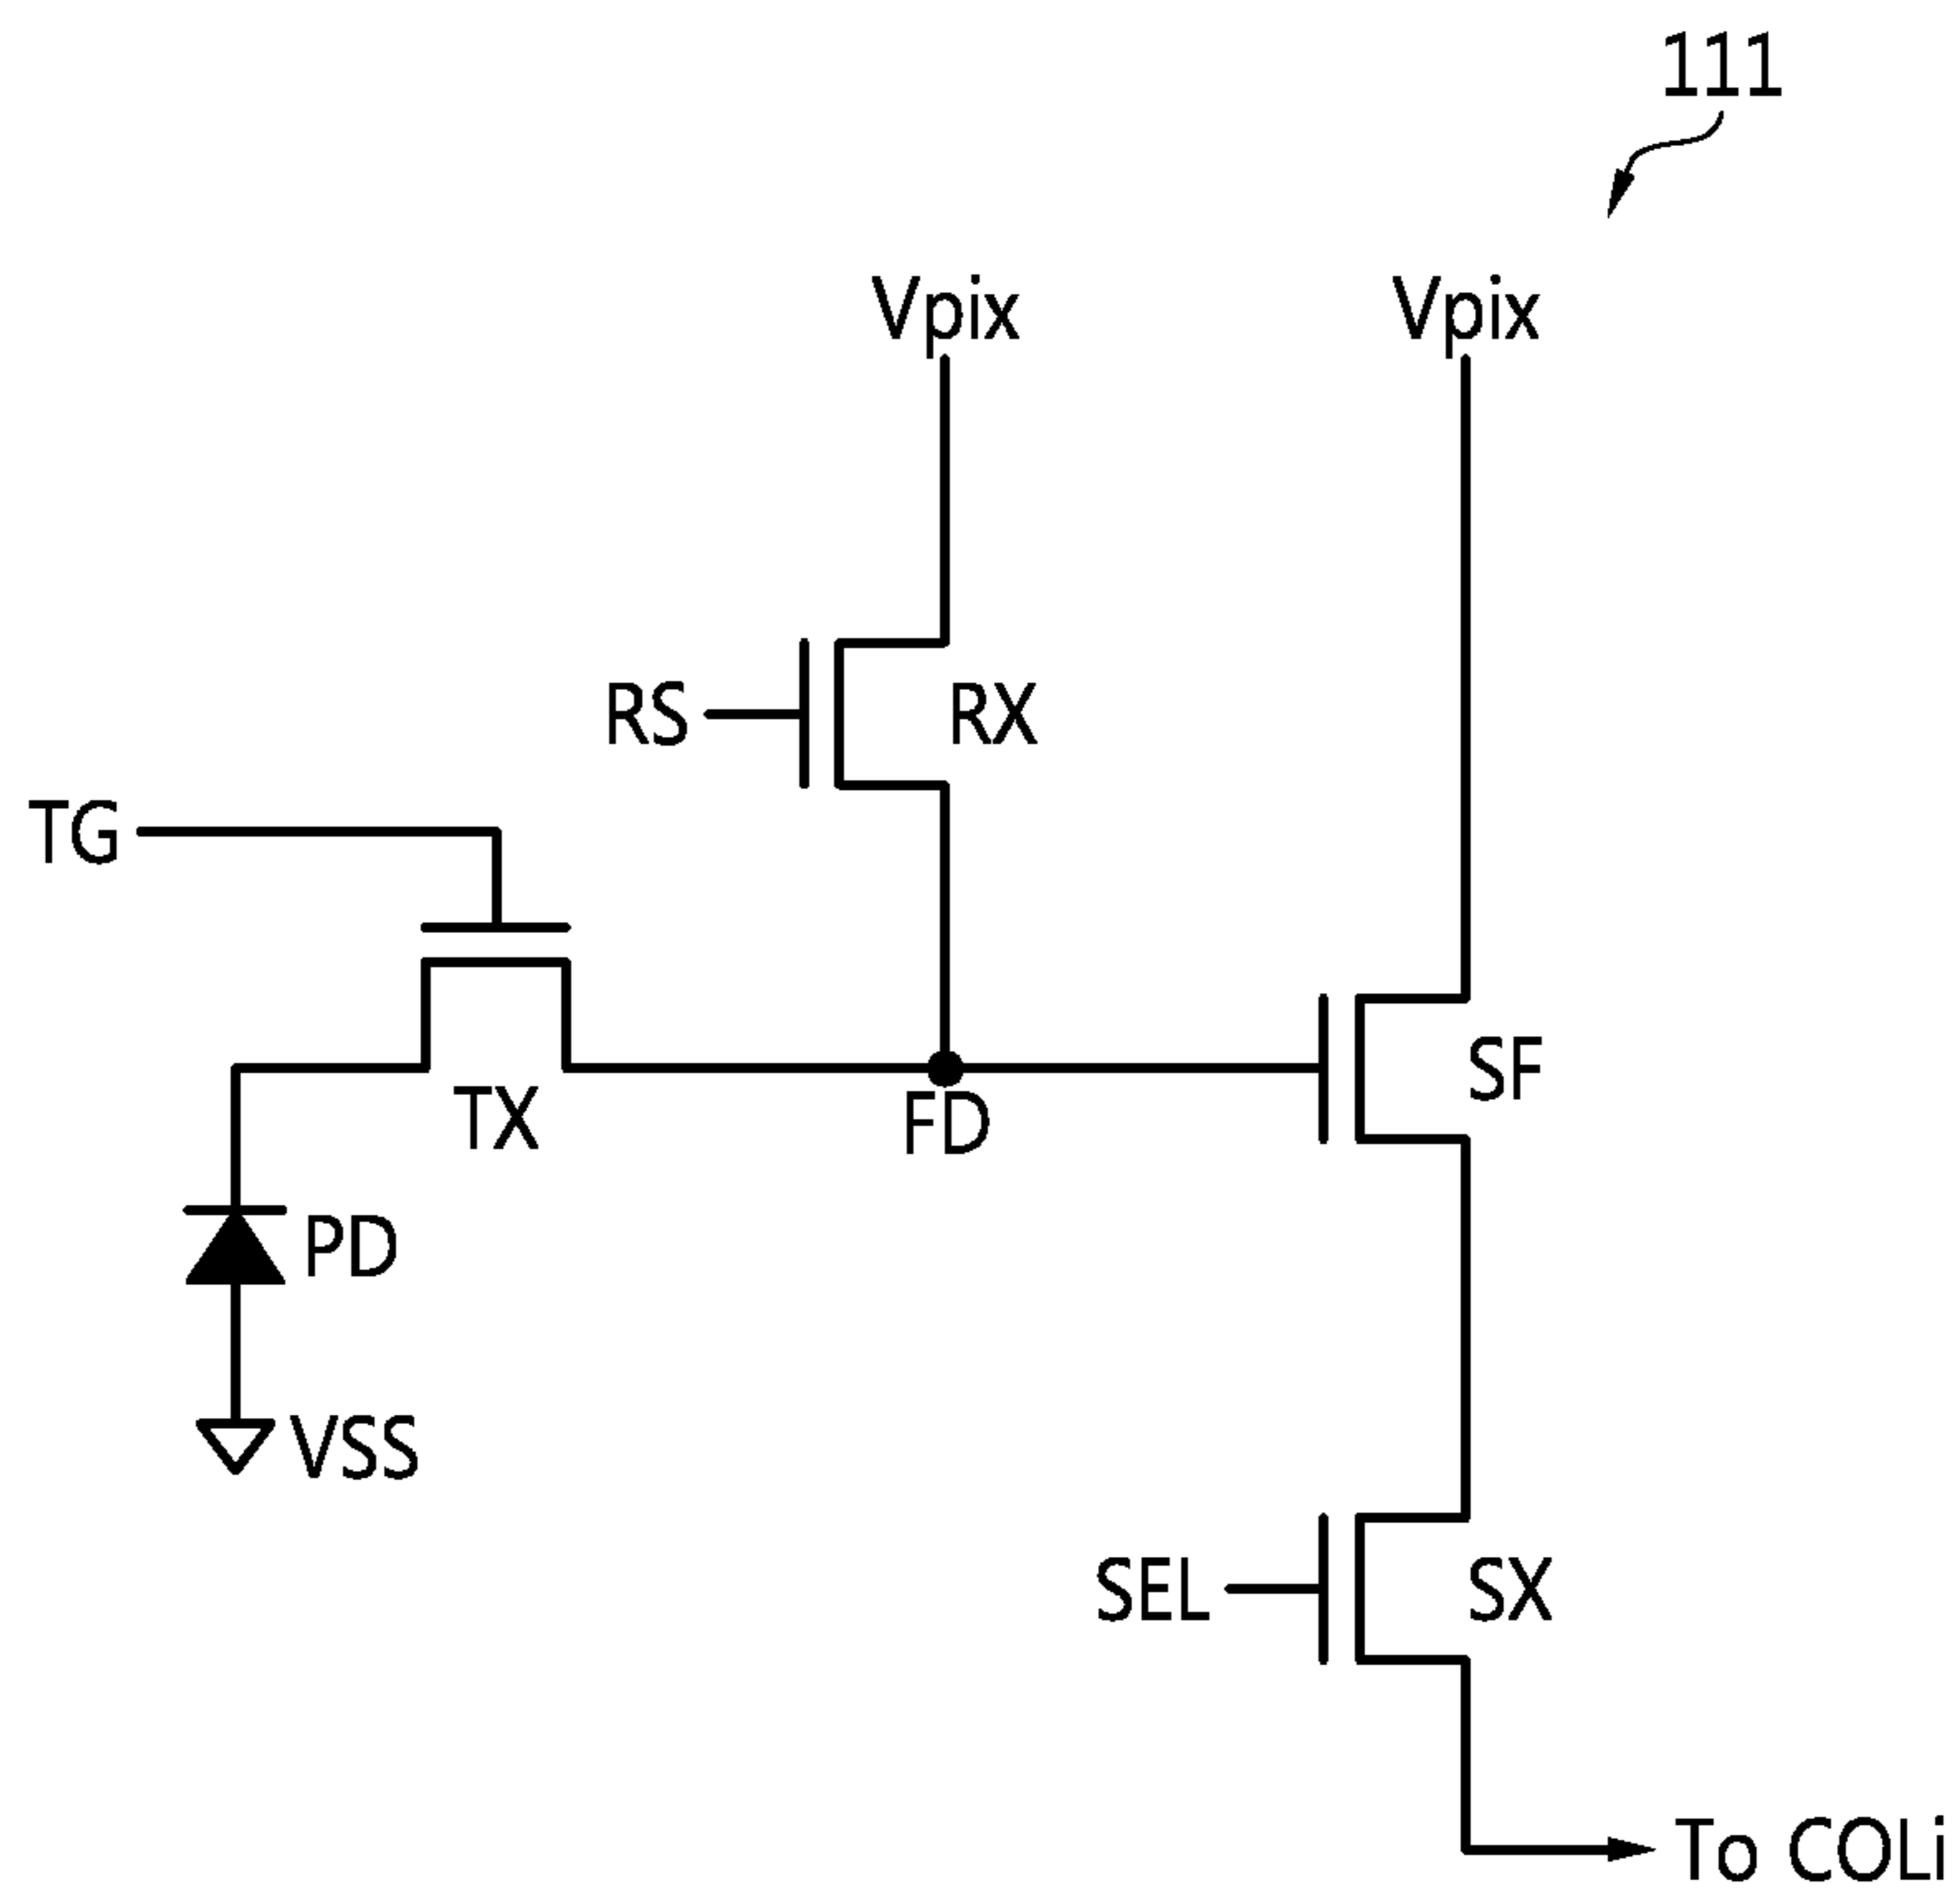 111
Vpix
Vpix
RS
RX
TG
SF
TX
FD
PD
VSS
SEL
SX
To COLi